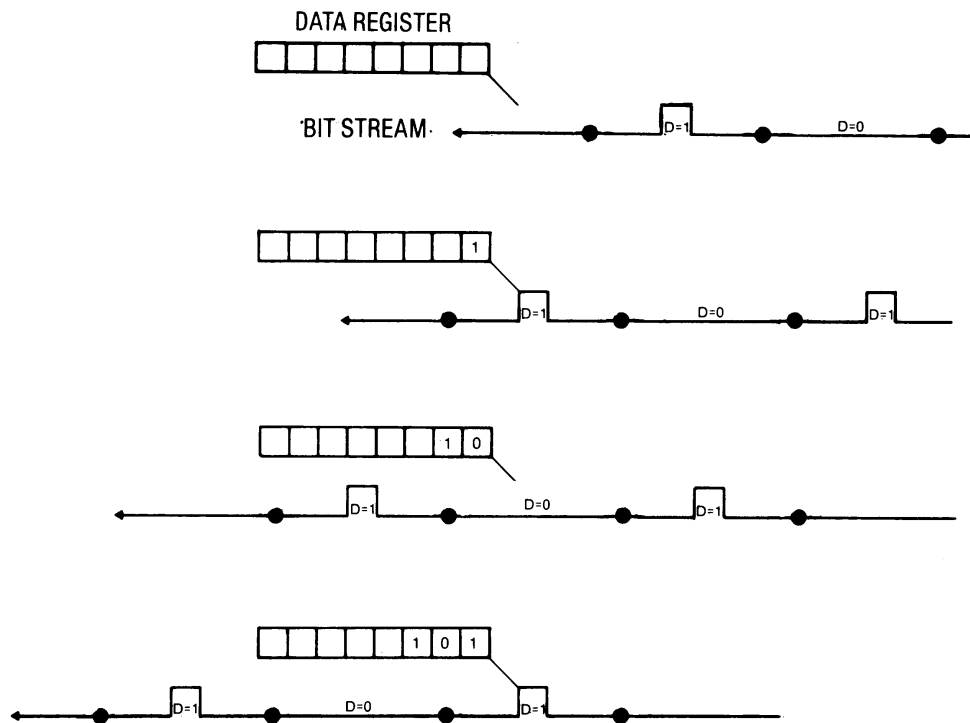 DATA REGISTER
BIT STREAM
D=1 D=0
1
D=1 D=0 D=1
1 0
D=1 D=0 D=1
1 0 1
D=1 D=0 D=1